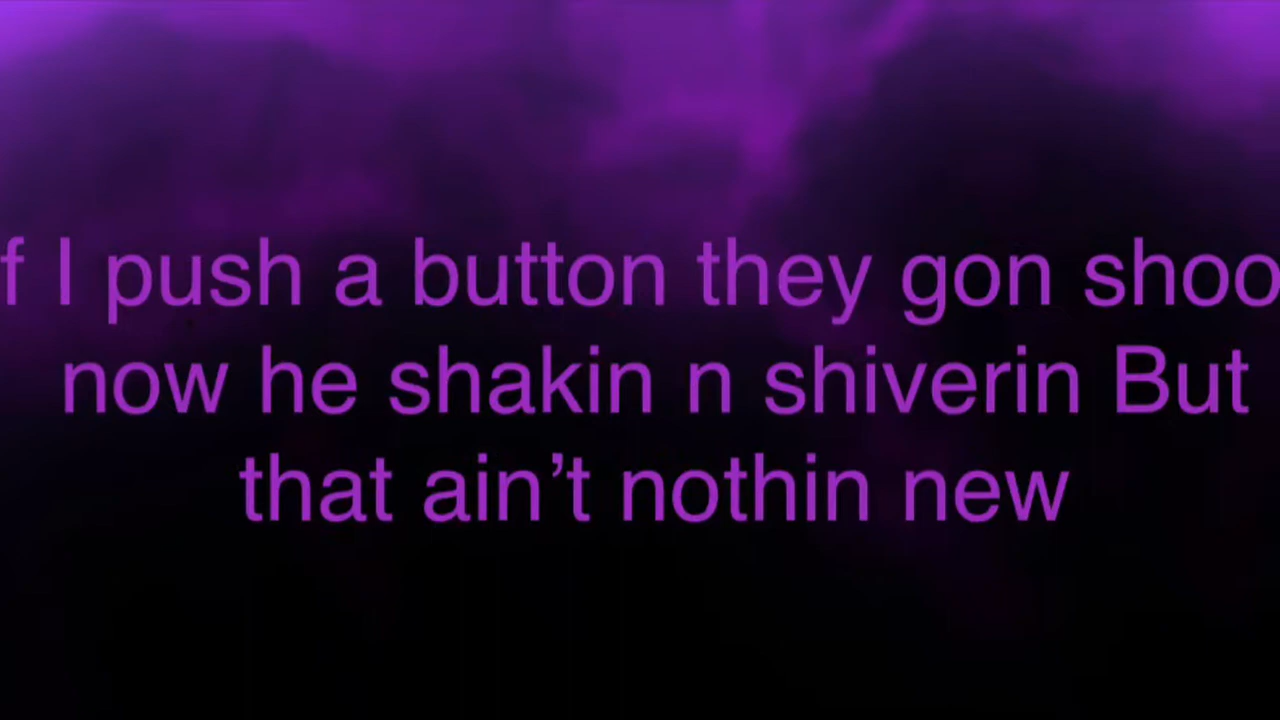 f I push a button they gon shoo
now he shakin n shiverin But
that ain’t nothin new